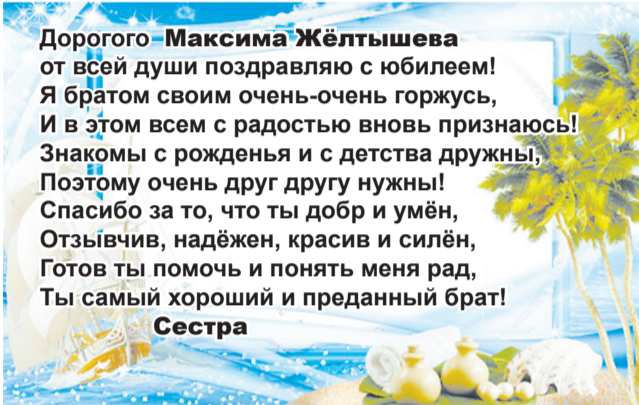 Дорогого Максима Жёлтышева
от всей души поздравляю с юбилеем!
Я братом своим очень-очень горжусь,
И в этом всем с радостью вновь признаюсь!
Знакомы с рожденья и с детства дружны,
Поэтому очень друг другу нужны!
Спасибо за то, что ты добр и умён,
Отзывчив, надёжен, красив и силён,
Готов ты помочь и понять меня рад,
Ты самый хороший и преданный брат!
Сестра